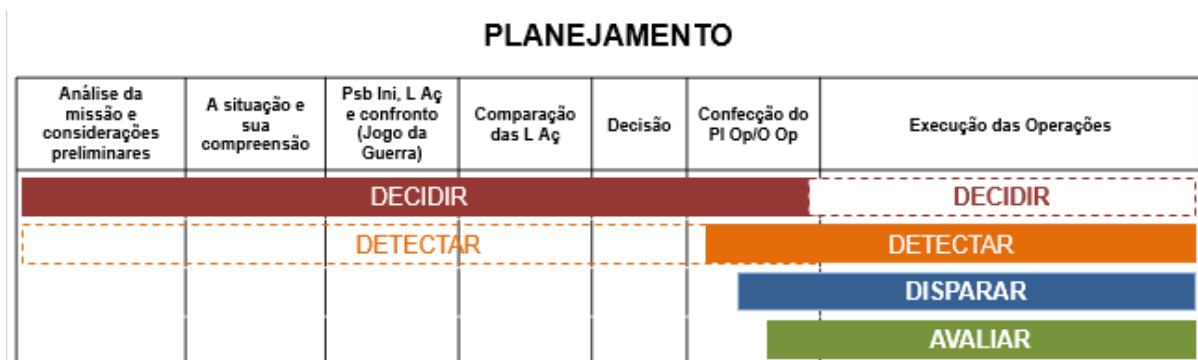 PLANEJAMENTO
Análise da
missão e
considerações
preliminares
A situação e
sua
compreensão
Psb Ini, L Aç
e confronto
(Jogo da
Guerra)
Comparação
das L Aç
Decisão
Confecção do
Pl Op/O Op
Execução das Operações
DECIDIR
DECIDIR
DETECTAR
DETECTAR
DISPARAR
AVALIAR